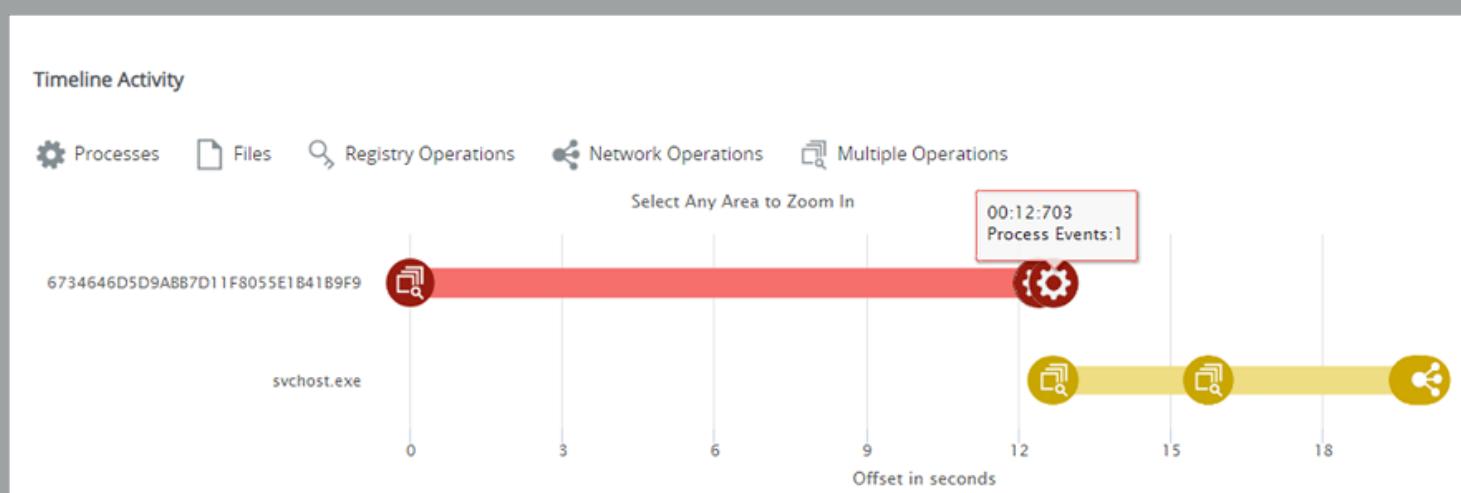 Timeline Activity
Processes Files Registry Operations Network Operations Multiple Operations
Select Any Area to Zoom In
00:12:703
Process Events:1
6734646D5D9ABB7D11F8055E1B41B9F9
svchost.exe
0 3 6 9 12 15 18
Offset in seconds